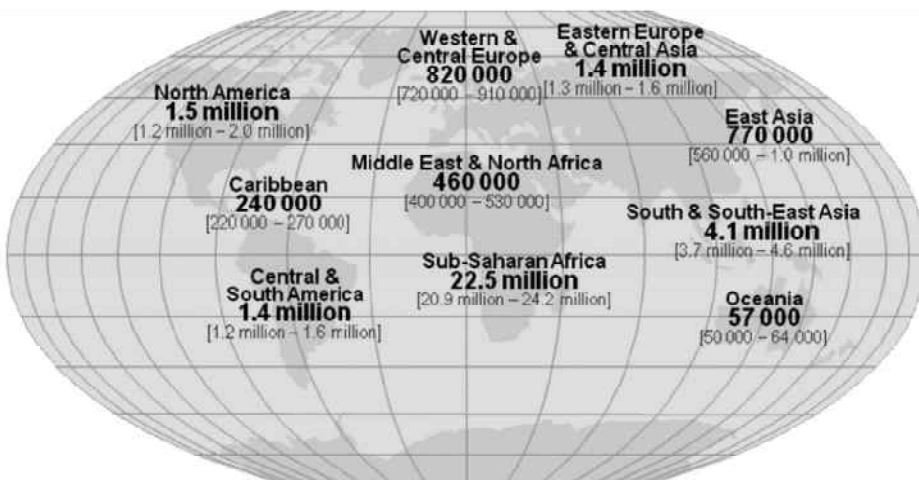 Western &
Central Europe
820 000
[720 000 – 910 000]
Eastern Europe
& Central Asia
1.4 million
[1.3 million – 1.6 million]
North America
1.5 million
[1.2 million – 2.0 million]
East Asia
770 000
[560 000 – 1.0 million]
Middle East & North Africa
460 000
[400 000 – 530 000]
Caribbean
240 000
[220 000 – 270 000]
South & South-East Asia
4.1 million
[3.7 million – 4.6 million]
Sub-Saharan Africa
22.5 million
[20.9 million – 24.2 million]
Central &
South America
1.4 million
[1.2 million – 1.6 million]
Oceania
57 000
[50 000 – 64 000]